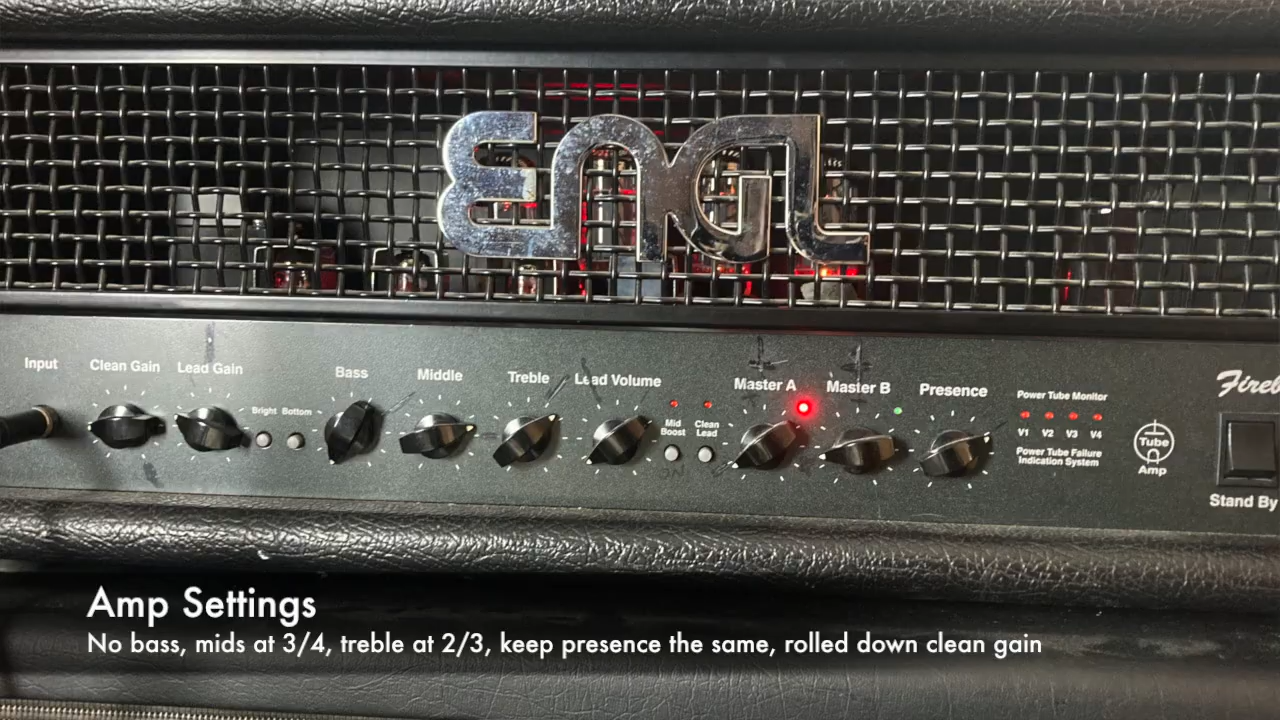 ENGL
Input
Clean Gain
Lead Gain
Bright
Bottom
Bass
Middle
Treble
Lead Volume
Mid
Boost
Clean
Lead
Master A
Master B
Presence
Power Tube Monitor
V1 V2 V3 V4
Power Tube Failure
Indication System
Tube
Amp
Stand By
Amp Settings
No bass, mids at 3/4, treble at 2/3, keep presence the same, rolled down clean gain